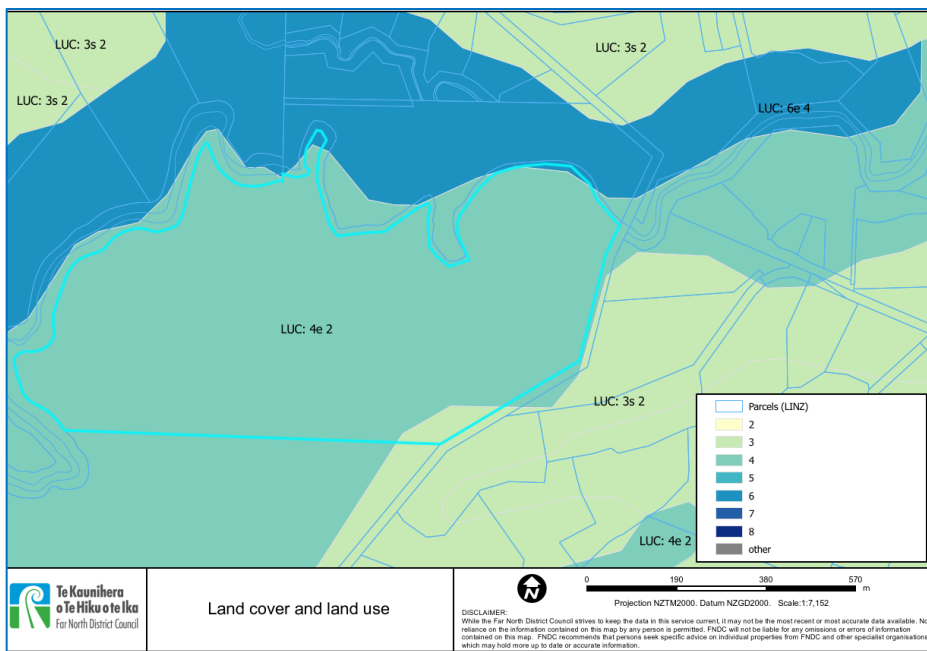 LUC: 3s 2
LUC: 3s 2
LUC: 3s 2
LUC: 6e 4
LUC: 4e 2
LUC: 3s 2
LUC: 4e 2
Parcels (LINZ)
2
3
4
5
6
7
8
other
Te Kaunihera
o Te Hiku o te Ika
Far North District Council
Land cover and land use
N
0 190 380 570
m
Projection NZTM2000. Datum NZGD2000. Scale:1:7,152
DISCLAIMER:
While the Far North District Council strives to keep the data in this service current, it may not be the most recent or most accurate data available. No
reliance on the information contained on this map by any person is permitted. FNDC will not be liable for any omissions or errors of information
contained on this map. FNDC recommends that persons seek specific advice on individual properties from FNDC and other specialist organisations
which may hold more up to date or accurate information.